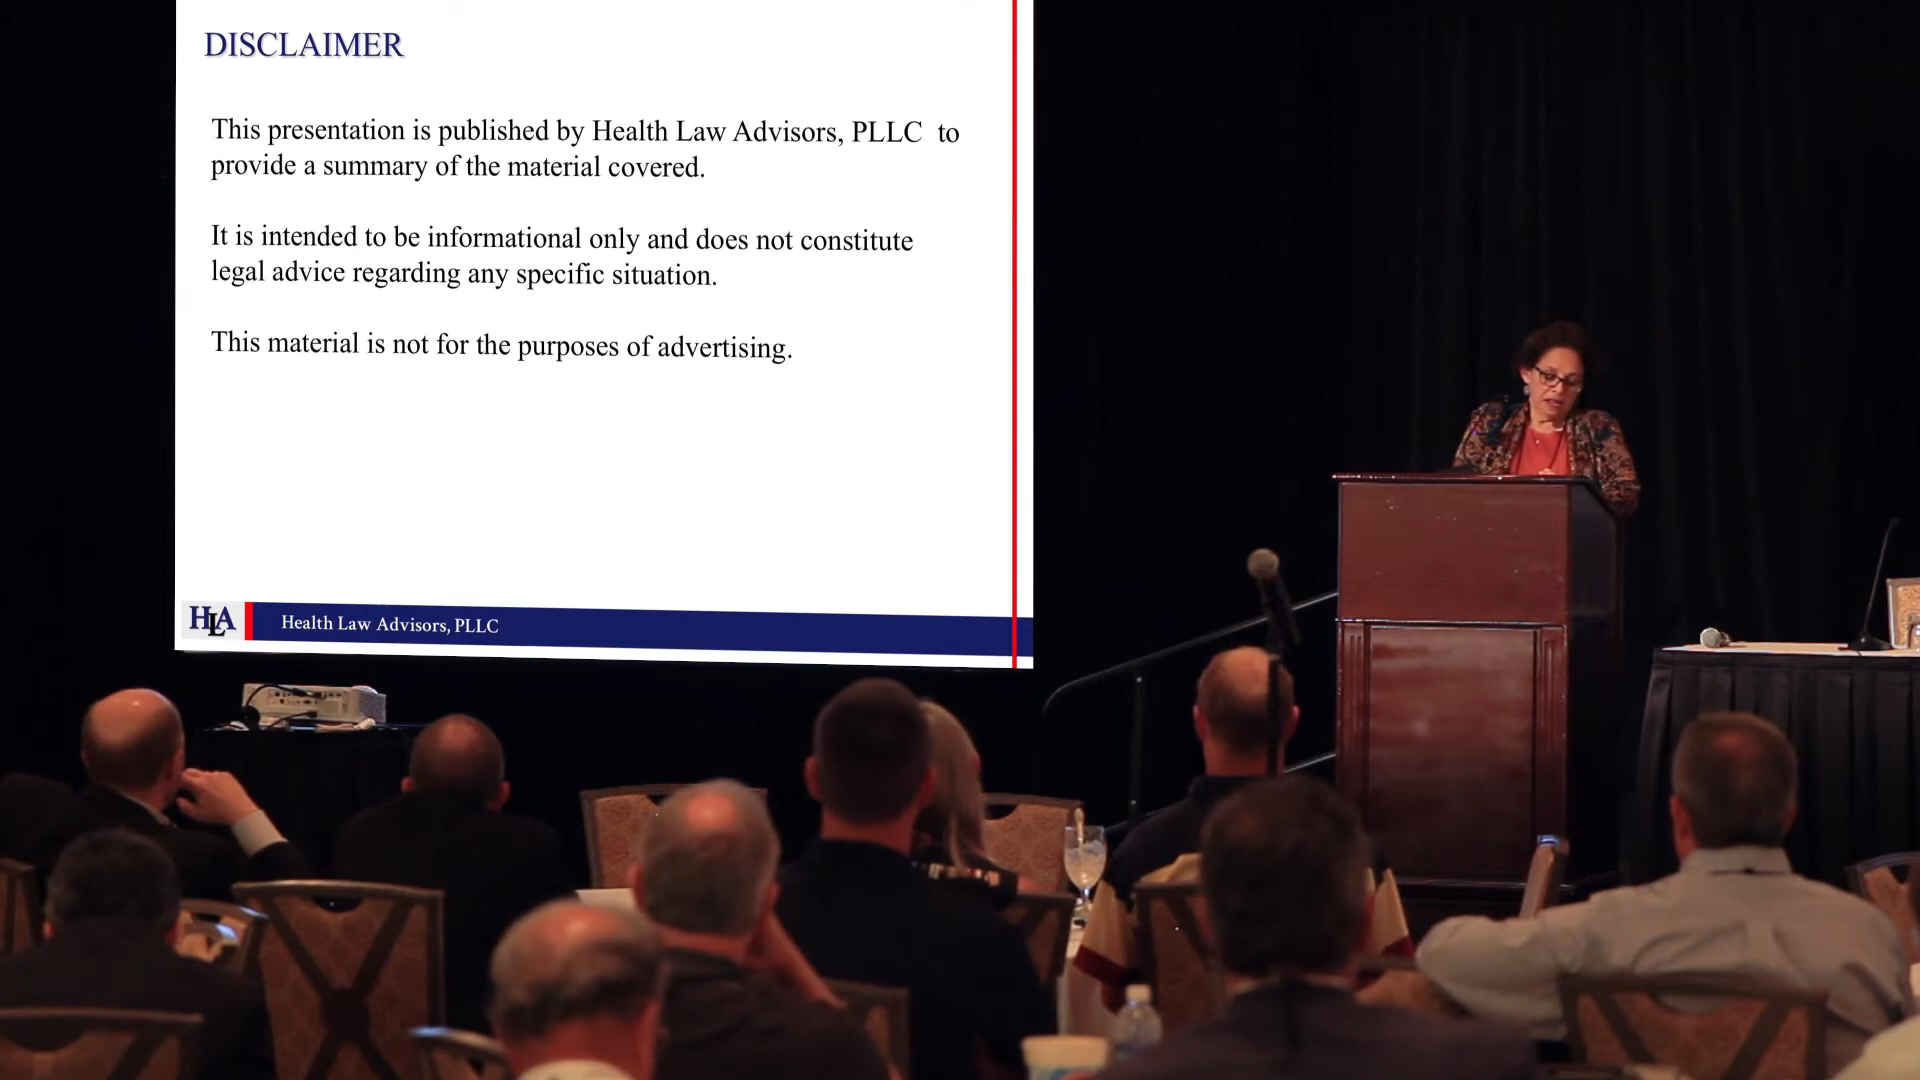 DISCLAIMER
This presentation is published by Health Law Advisors, PLLC to
provide a summary of the material covered.
It is intended to be informational only and does not constitute
legal advice regarding any specific situation.
This material is not for the purposes of advertising.
HLA
Health Law Advisors, PLLC